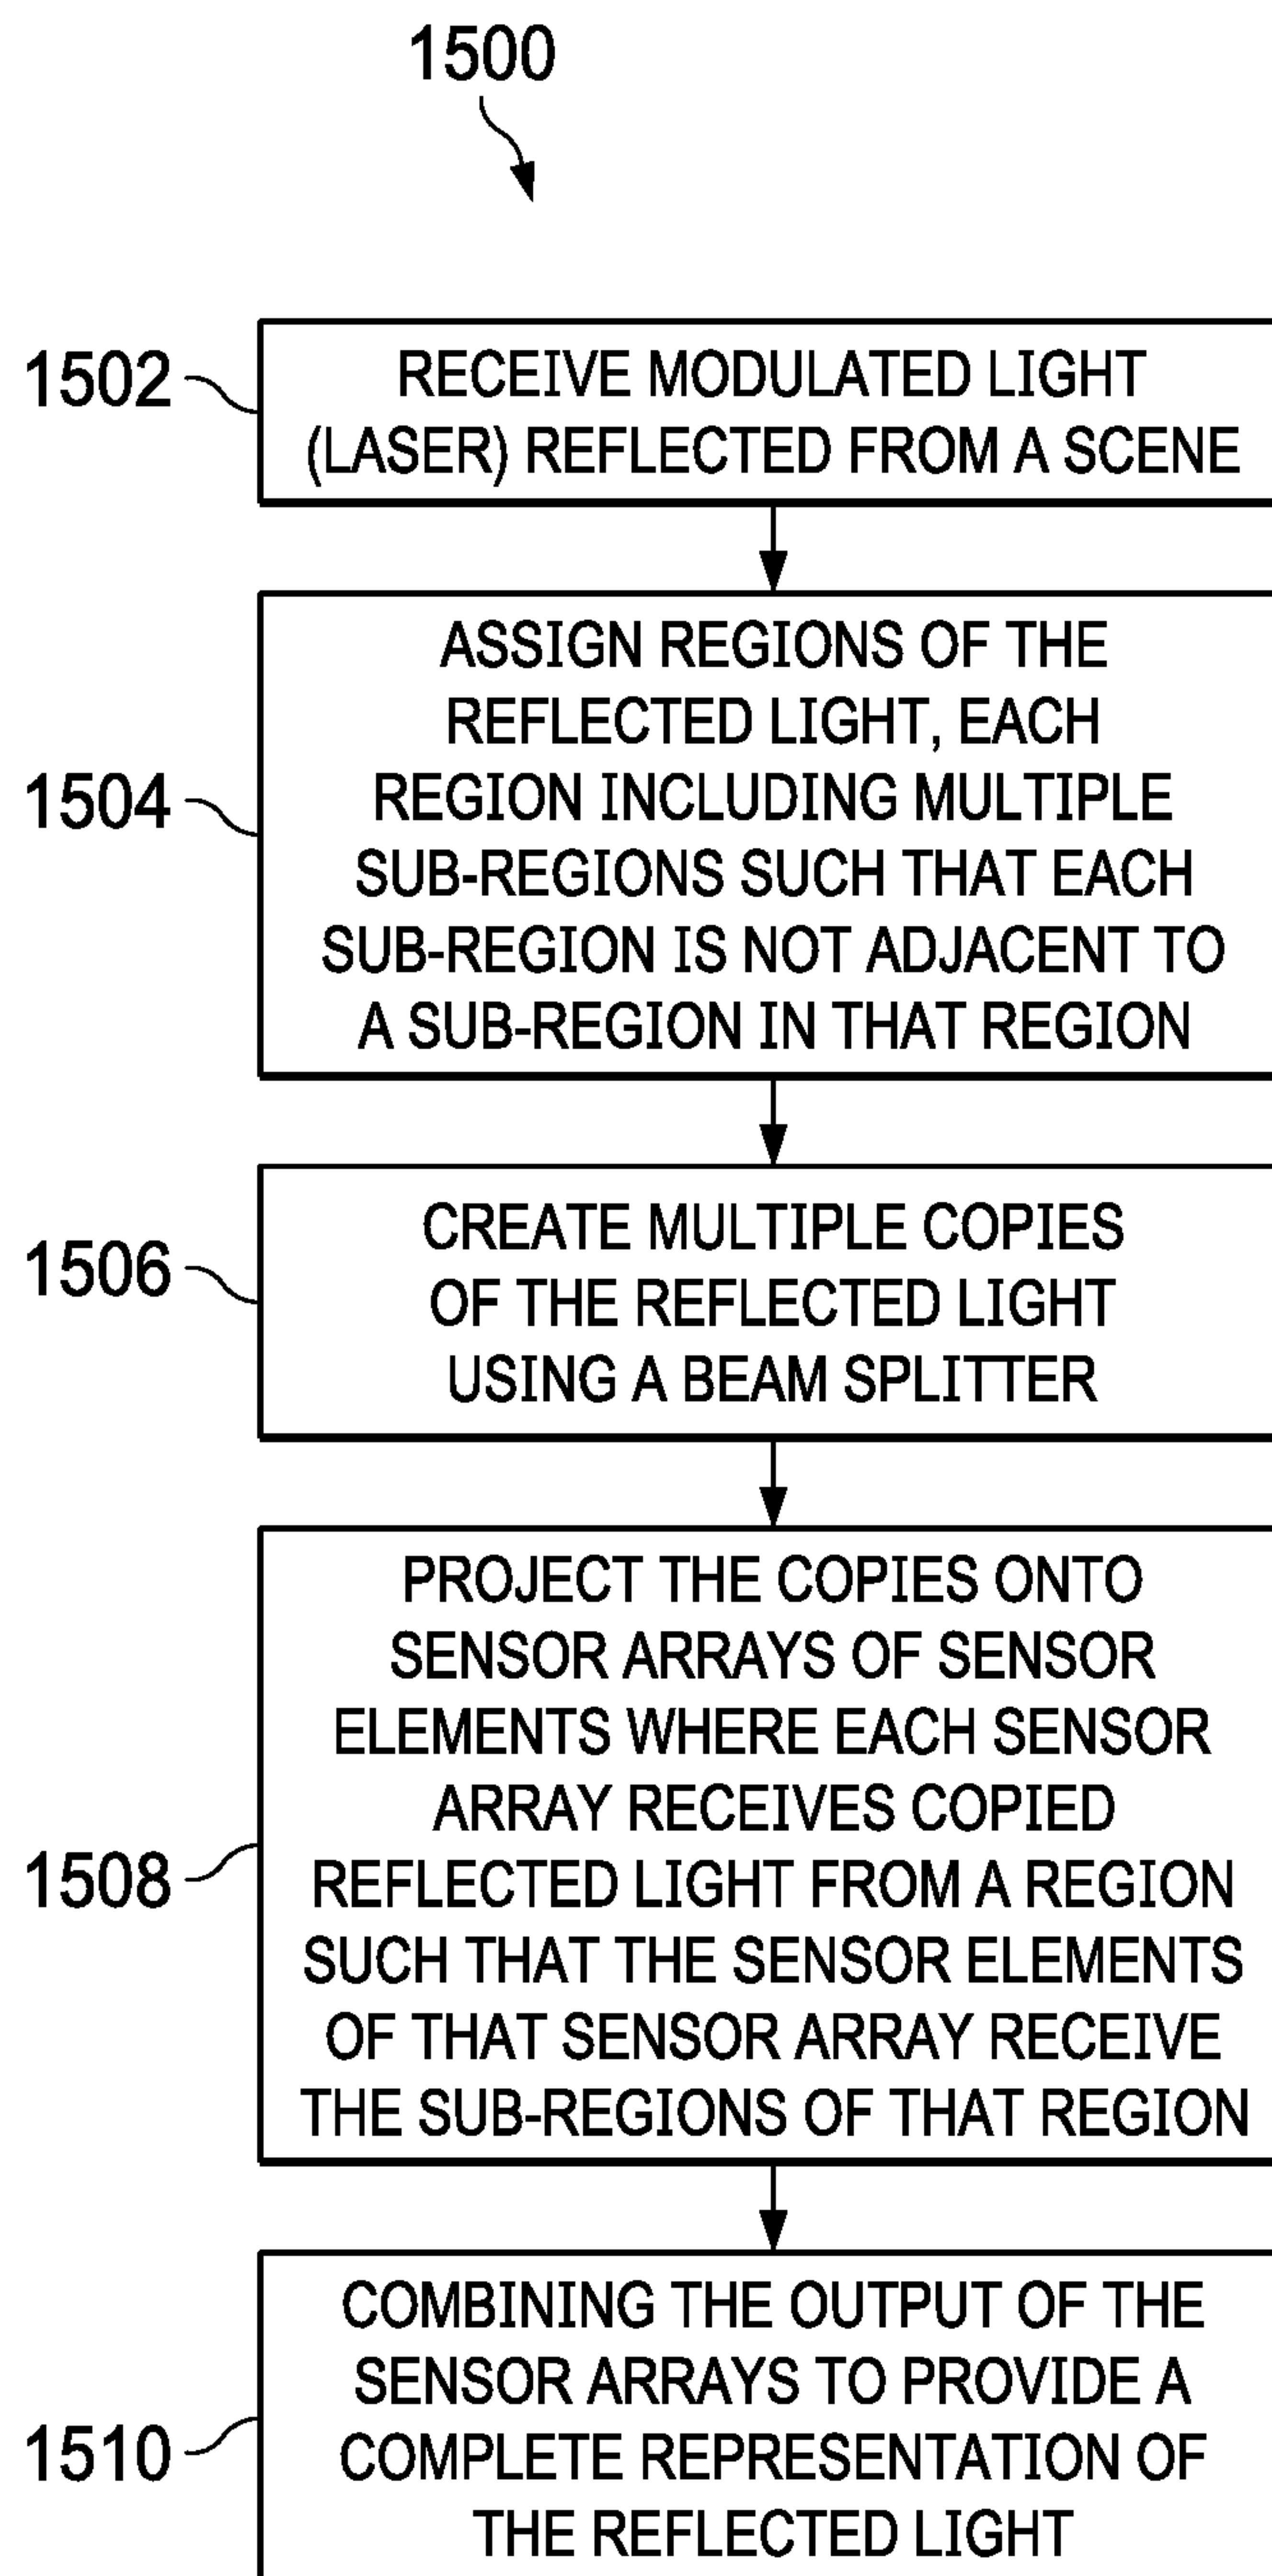 1500
1502
RECEIVE MODULATED LIGHT
(LASER) REFLECTED FROM A SCENE
1504
ASSIGN REGIONS OF THE
REFLECTED LIGHT, EACH
REGION INCLUDING MULTIPLE
SUB-REGIONS SUCH THAT EACH
SUB-REGION IS NOT ADJACENT TO
A SUB-REGION IN THAT REGION
1506
CREATE MULTIPLE COPIES
OF THE REFLECTED LIGHT
USING A BEAM SPLITTER
1508
PROJECT THE COPIES ONTO
SENSOR ARRAYS OF SENSOR
ELEMENTS WHERE EACH SENSOR
ARRAY RECEIVES COPIED
REFLECTED LIGHT FROM A REGION
SUCH THAT THE SENSOR ELEMENTS
OF THAT SENSOR ARRAY RECEIVE
THE SUB-REGIONS OF THAT REGION
1510
COMBINING THE OUTPUT OF THE
SENSOR ARRAYS TO PROVIDE A
COMPLETE REPRESENTATION OF
THE REFLECTED LIGHT